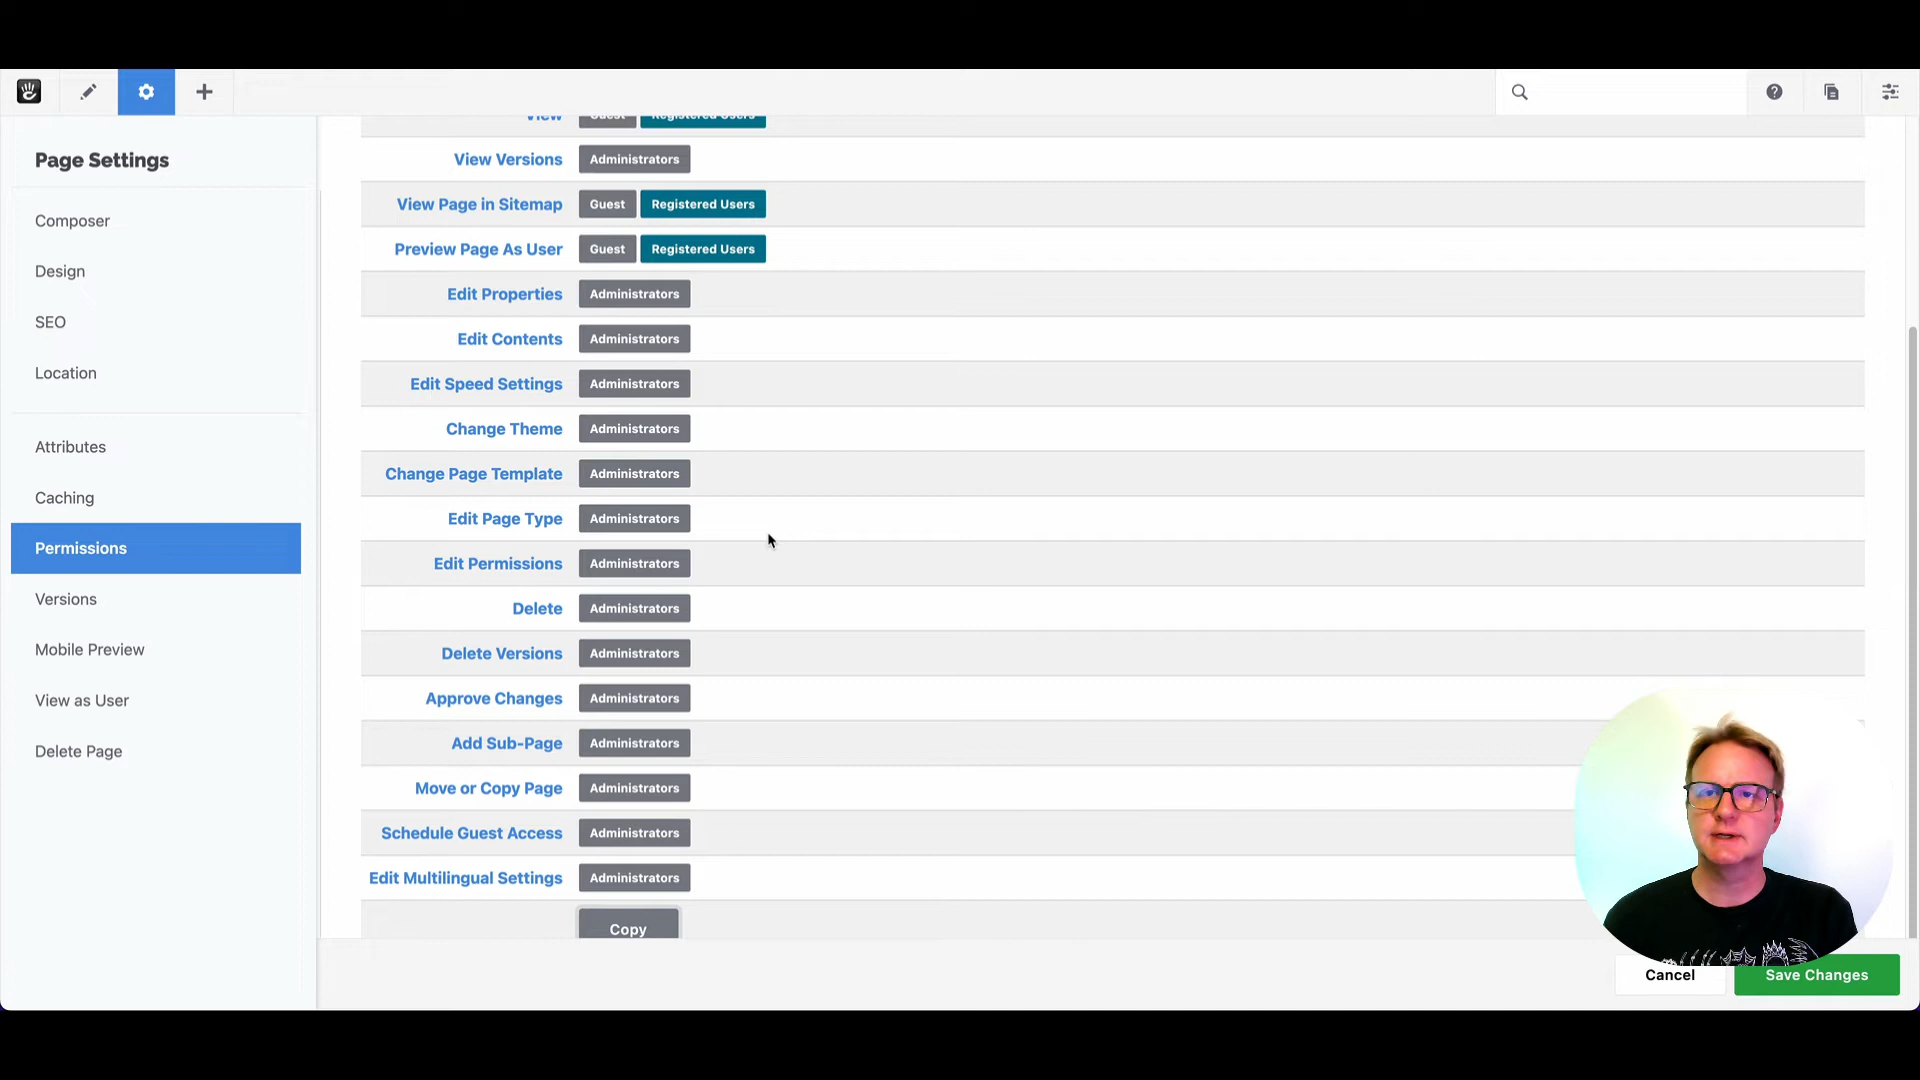 Page Settings
Composer
Design
SEO
Location
Attributes
Caching
Permissions
Versions
Mobile Preview
View as User
Delete Page
View Guest Registered Users
View Versions Administrators
View Page in Sitemap Guest Registered Users
Preview Page As User Guest Registered Users
Edit Properties Administrators
Edit Contents Administrators
Edit Speed Settings Administrators
Change Theme Administrators
Change Page Template Administrators
Edit Page Type Administrators
Edit Permissions Administrators
Delete Administrators
Delete Versions Administrators
Approve Changes Administrators
Add Sub-Page Administrators
Move or Copy Page Administrators
Schedule Guest Access Administrators
Edit Multilingual Settings Administrators
Copy
Cancel Save Changes